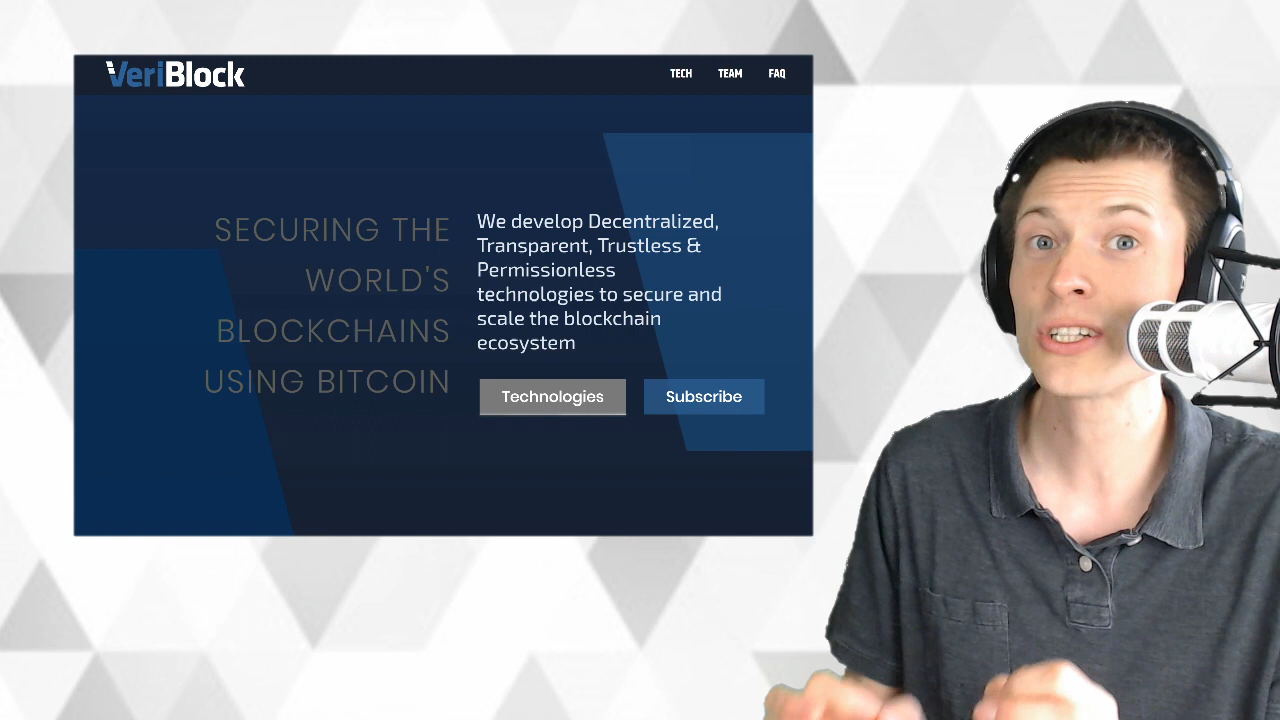 VeriBlock
TECH TEAM FAQ
SECURING THE
WORLD'S
BLOCKCHAINS
USING BITCOIN
We develop Decentralized,
Transparent, Trustless &
Permissionless
technologies to secure and
scale the blockchain
ecosystem
Technologies Subscribe